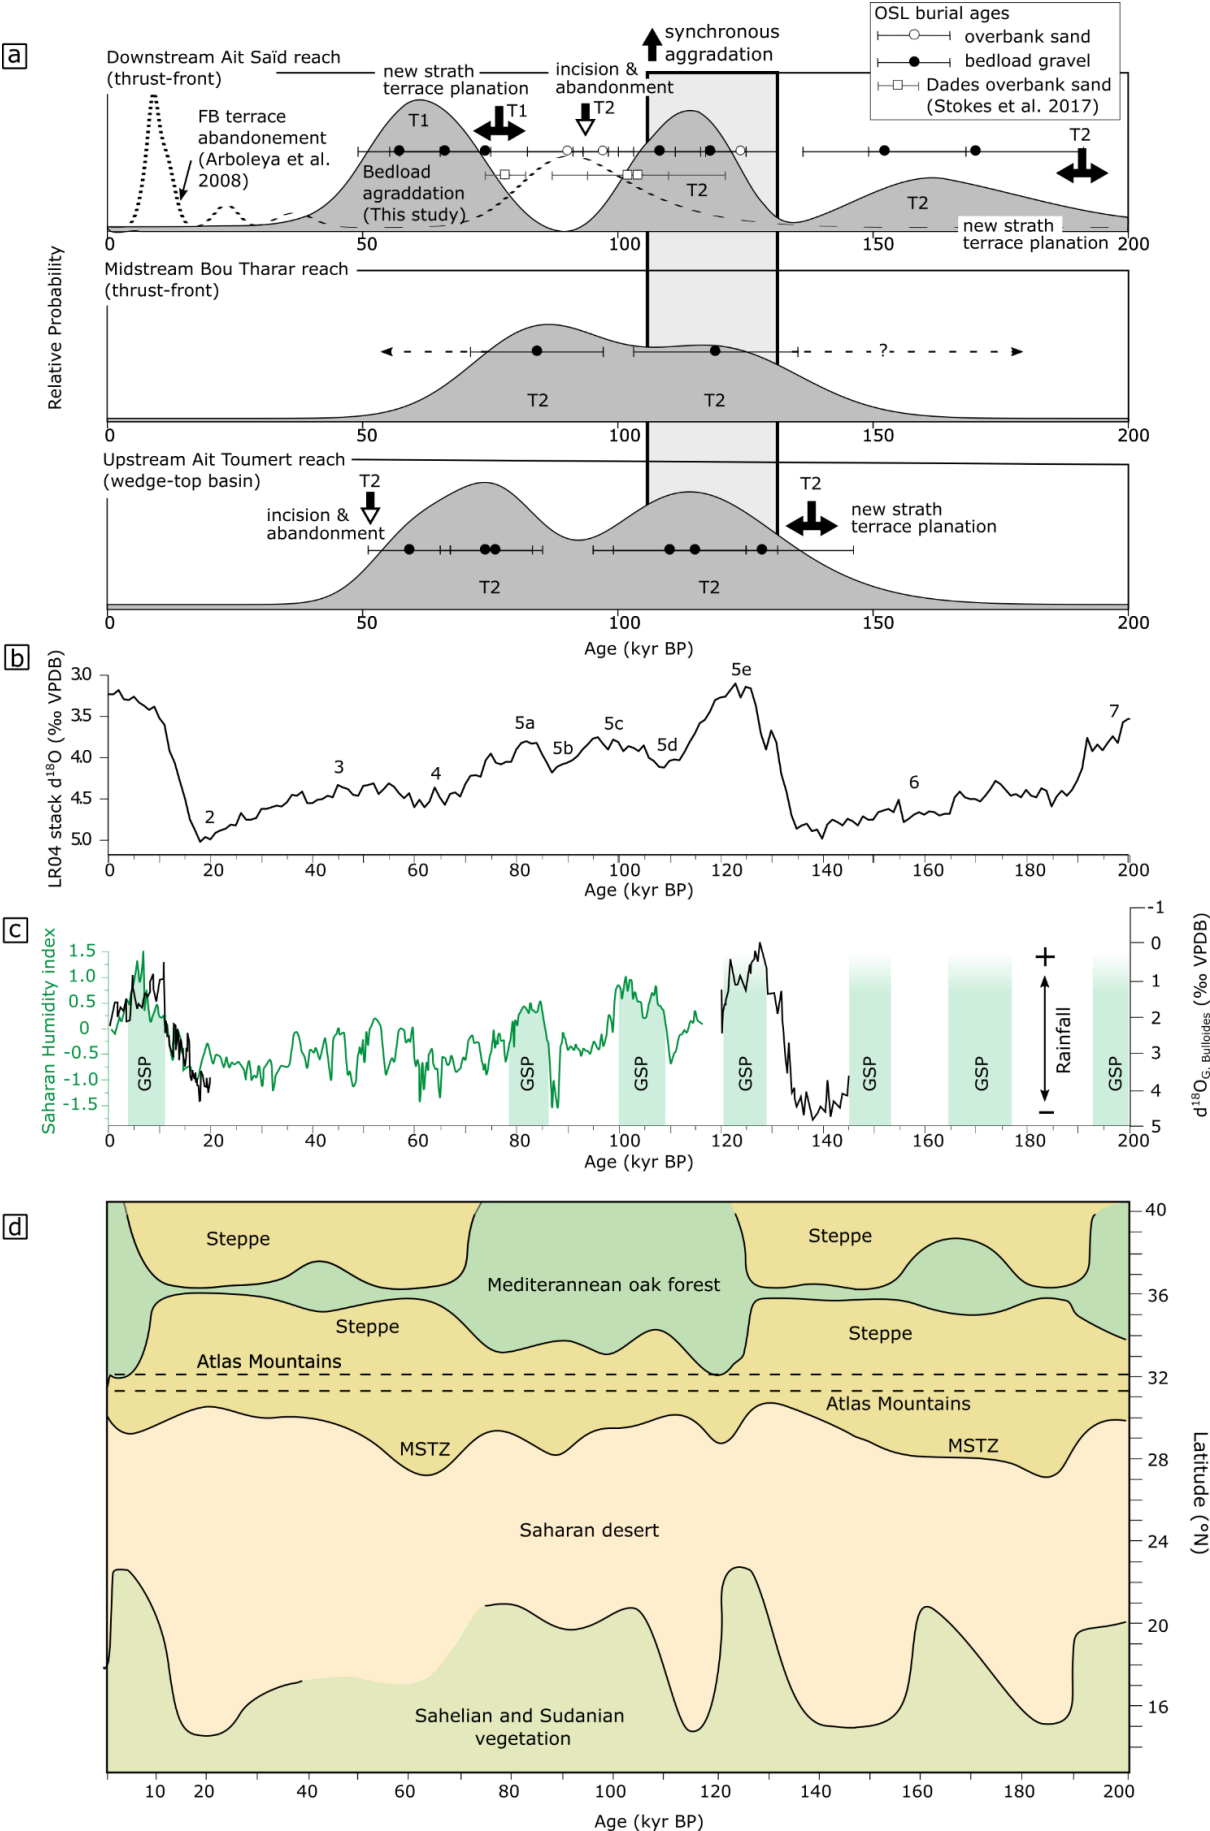 a
Downstream Ait Saïd reach
(thrust-front)
FB terrace
abandonement
(Arboleya et al.
2008)
new strath
terrace planation
T1
incision &
abandonment
T2
synchronous
aggradation
OSL burial ages
overbank sand
bedload gravel
Dades overbank sand
(Stokes et al. 2017)
T1
Bedload
agraddation
(This study)
T2
T2
T2
new strath
terrace planation
0 50 100 150 200
Relative Probability
Midstream Bou Tharar reach
(thrust-front)
?
T2 T2
0 50 100 150 200
Upstream Ait Toumert reach
(wedge-top basin)
T2
incision &
abandonment
T2
new strath
terrace planation
T2 T2
0 50 100 150 200
Age (kyr BP)
b
LR04 stack d18O (‰ VPDB)
3.0
3.5
4.0
4.5
5.0
2 3 4 5a 5b 5c 5d 5e 6 7
0 20 40 60 80 100 120 140 160 180 200
Age (kyr BP)
c
Saharan Humidity index
1.5
1.0
0.5
0
-0.5
-1.0
-1.5
GSP GSP GSP GSP GSP GSP GSP
+
Rainfall
−
-1
0
1
2
3
4
5
d18OG. Bulloides (‰ VPDB)
0 20 40 60 80 100 120 140 160 180 200
Age (kyr BP)
d
Steppe
Steppe
Mediterannean oak forest
Steppe
Steppe
Atlas Mountains
Atlas Mountains
MSTZ
MSTZ
Saharan desert
Sahelian and Sudanian
vegetation
40
36
32
28
24
20
16
Latitude (°N)
10 20 40 60 80 100 120 140 160 180 200
Age (kyr BP)